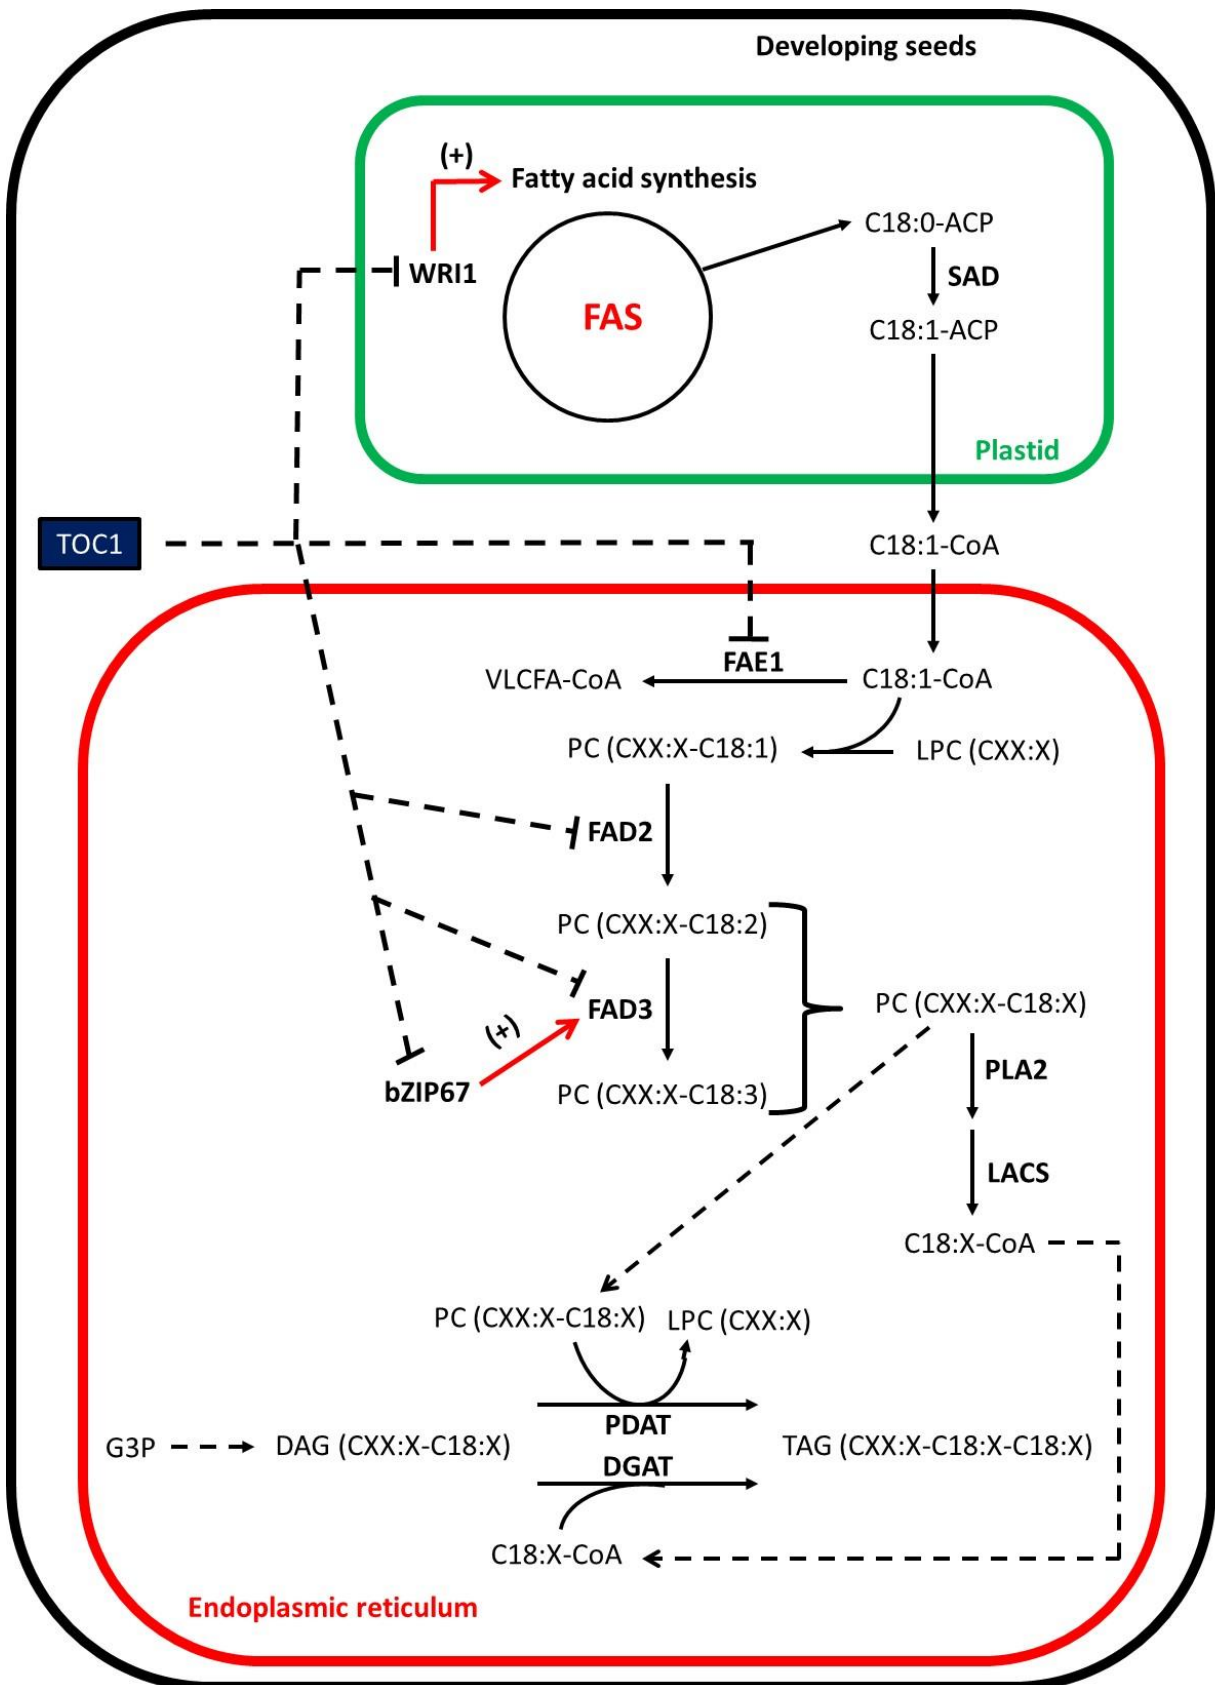 Developing seeds
(+)
Fatty acid synthesis
C18:0-ACP
WRI1
SAD
FAS
C18:1-ACP
Plastid
TOC1
C18:1-CoA
FAE1
VLCFA-CoA
C18:1-CoA
PC (CXX:X-C18:1)
LPC (CXX:X)
FAD2
PC (CXX:X-C18:2)
FAD3
(+)
PC (CXX:X-C18:X)
PLA2
bZIP67
PC (CXX:X-C18:3)
LACS
C18:X-CoA
PC (CXX:X-C18:X)
LPC (CXX:X)
PDAT
G3P
DAG (CXX:X-C18:X)
TAG (CXX:X-C18:X-C18:X)
DGAT
C18:X-CoA
Endoplasmic reticulum